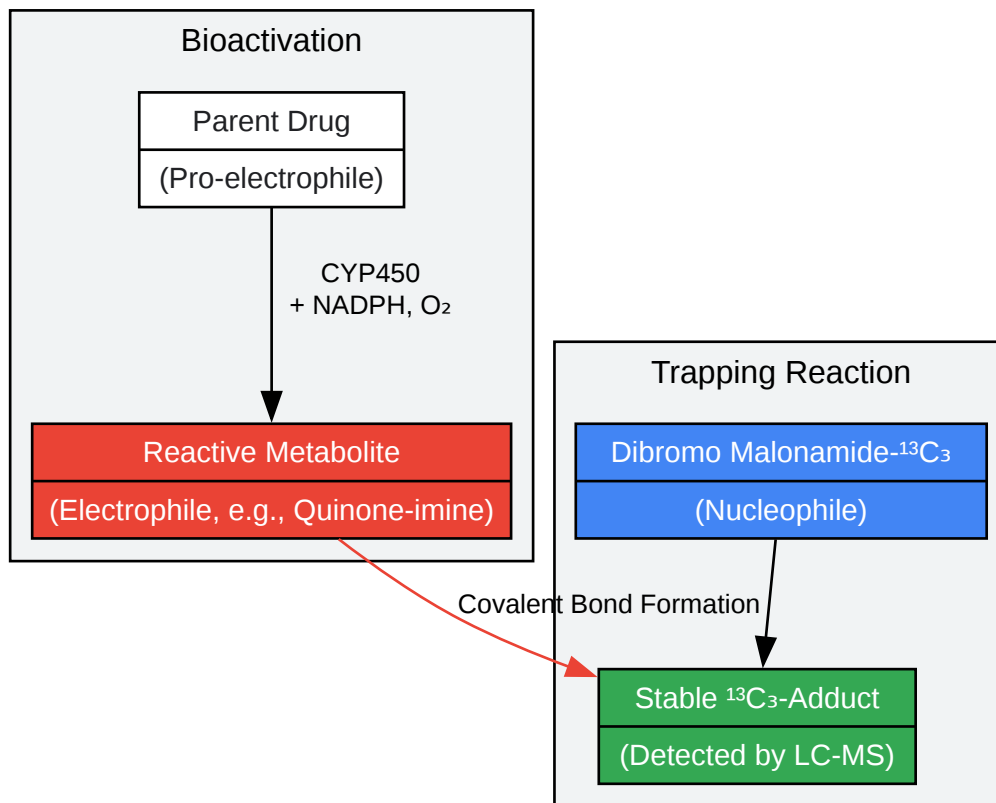 Bioactivation
Parent Drug
(Pro-electrophile)
CYP450
+ NADPH, O₂
Reactive Metabolite
(Electrophile, e.g., Quinone-imine)
Trapping Reaction
Dibromo Malonamide-¹³C₃
(Nucleophile)
Covalent Bond Formation
Stable ¹³C₃-Adduct
(Detected by LC-MS)